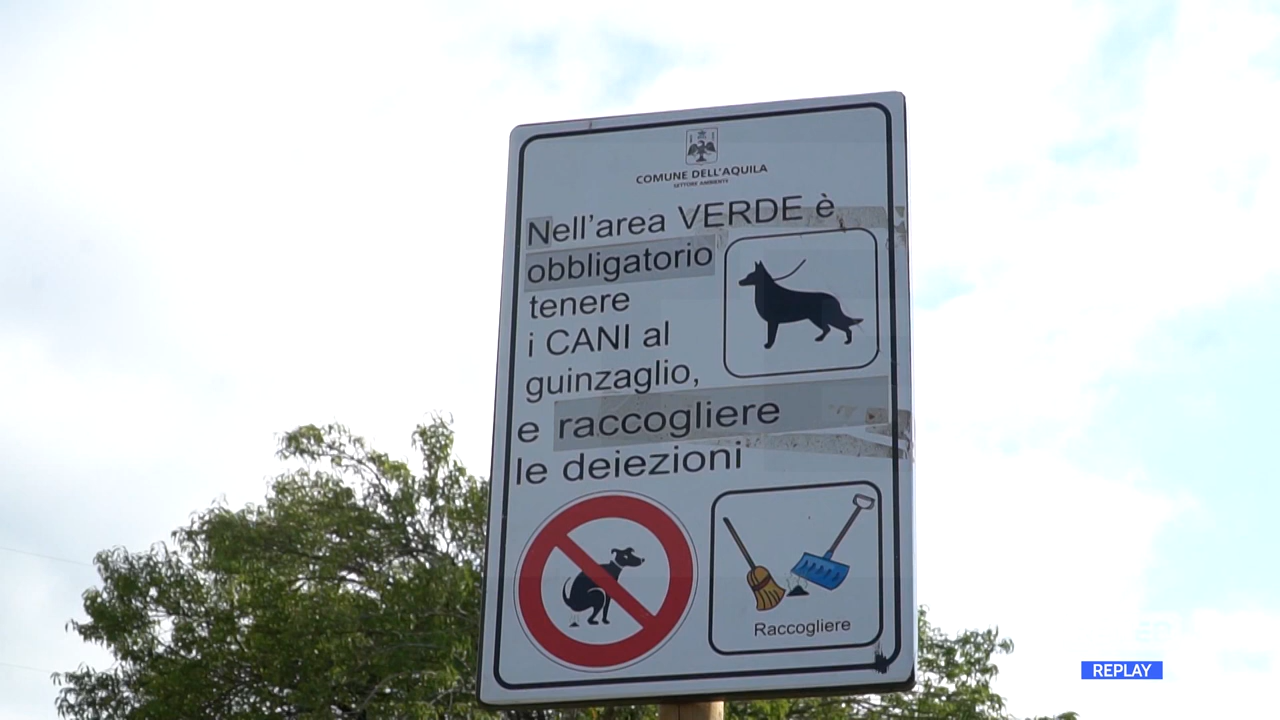 COMUNE DELL'AQUILA
SETTORE AMBIENTE
Nell'area VERDE è
obbligatorio
tenere
i CANI al
guinzaglio,
e raccogliere
le deiezioni
Raccogliere
REPLAY